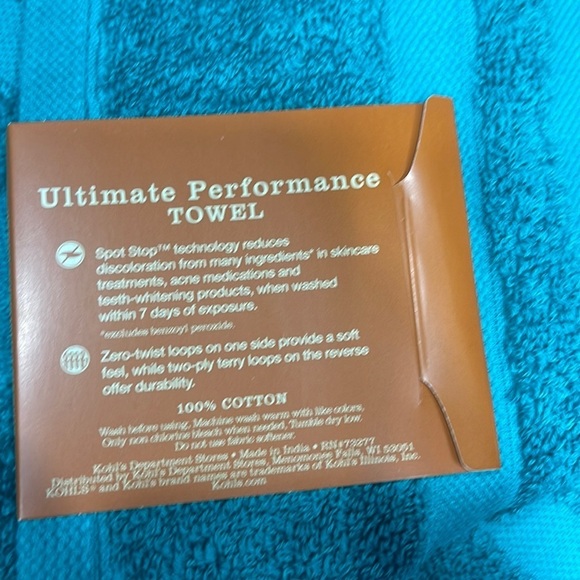 Ultimate Performance
TOWEL
Spot Stop™ technology reduces
discoloration from many ingredients* in skincare
treatments, acne medications and
teeth-whitening products, when washed
within 7 days of exposure.
*excludes benzoyl peroxide.
Zero-twist loops on one side provide a soft
feel, while two-ply terry loops on the reverse
offer durability.
100% COTTON
Wash before using. Machine wash warm with like colors,
Only non chlorine bleach when needed, Tumble dry low.
Do not use fabric softener.
Kohl's Department Stores • Made in India • RN#73277
Distributed by Kohl's Department Stores, Menomonee Falls, WI 53051
KOHLS® and Kohl's brand names are trademarks of Kohl's Illinois, Inc.
Kohls.com